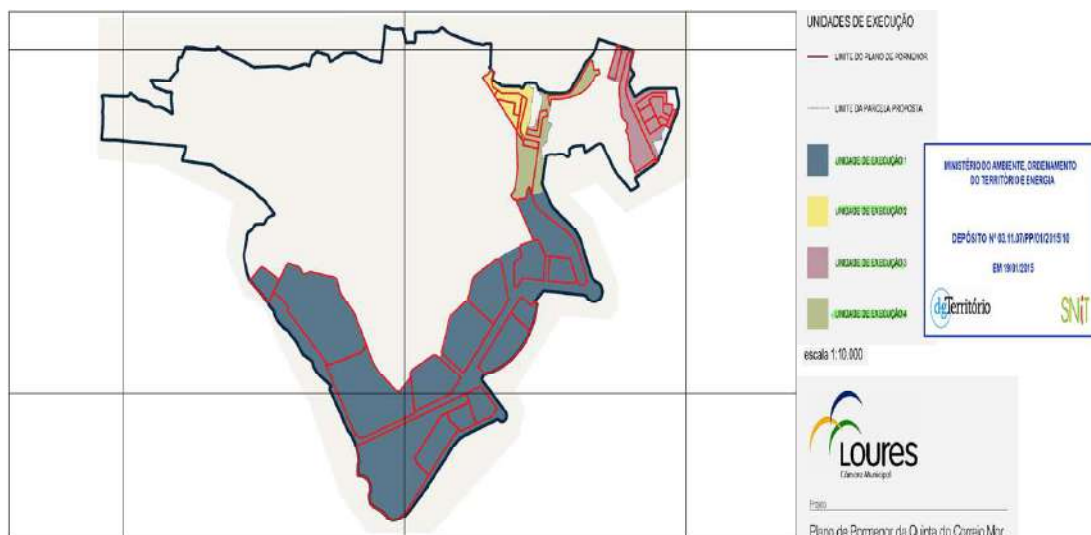 UNIDADES DE EXECUÇÃO
LIMITE DO PLANO DE PORMENOR
LIMITE DA PARCELA PROPOSTA
UNIDADE DE EXECUÇÃO 1
UNIDADE DE EXECUÇÃO 2
UNIDADE DE EXECUÇÃO 3
UNIDADE DE EXECUÇÃO 4
escala 1:10.000
MINISTÉRIO DO AMBIENTE, ORDENAMENTO
DO TERRITÓRIO E ENERGIA
DEPÓSITO Nº 03.11.07/PP/01/2015/10
EM 19/01/2015
dgTerritório
SNiT
LOURES
Câmara Municipal
Projeto
Plano de Pormenor da Quinta do Correio Mor